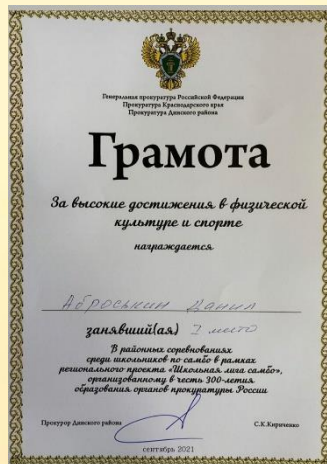 Генеральная прокуратура Российской Федерации
Прокуратура Краснодарского края
Прокуратура Динского района
Грамота
За высокие достижения в физической
культуре и спорте
награждается
Аброськин Данил
занявший(ая) место
В районных соревнованиях
среди школьников по самбо в рамках
регионального проекта «Школьная лига самбо»,
организованному в честь 300-летия
образования органов прокуратуры России
Прокурор Динского района С.К.Кириченко
сентябрь 2021